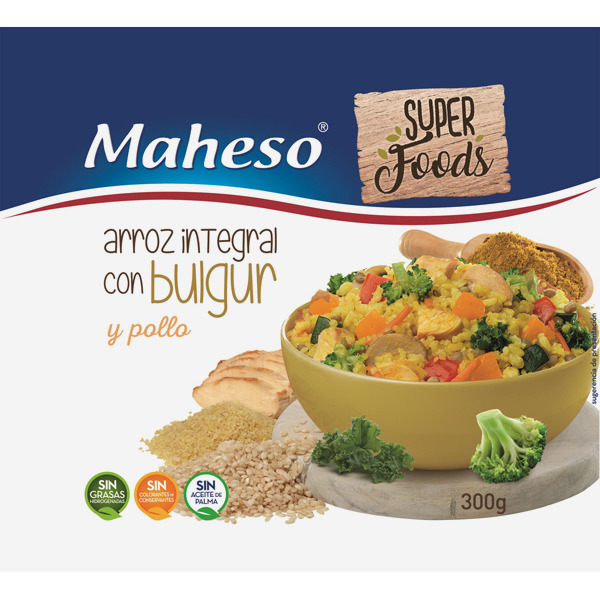 Maheso®
SUPER
Foods
arroz integral
con bulgur
y pollo
sugerencia de presentación
SIN
GRASAS
HIDROGENADAS
SIN
COLORANTES NI
CONSERVANTES
SIN
ACEITE DE
PALMA
300g